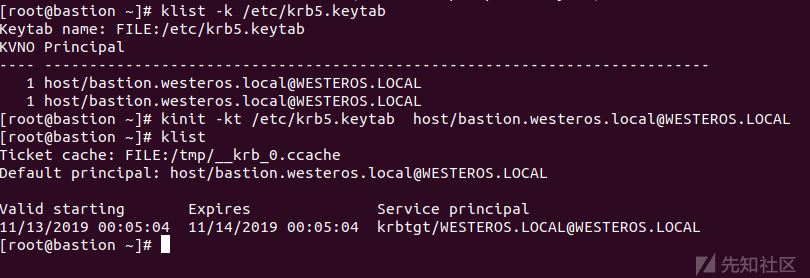 [root@bastion ~]# klist -k /etc/krb5.keytab
Keytab name: FILE:/etc/krb5.keytab
KVNO Principal
---- --------------------------------------------------------------------------
1 host/bastion.westeros.local@WESTEROS.LOCAL
1 host/bastion.westeros.local@WESTEROS.LOCAL
[root@bastion ~]# kinit -kt /etc/krb5.keytab  host/bastion.westeros.local@WESTEROS.LOCAL
[root@bastion ~]# klist
Ticket cache: FILE:/tmp/__krb_0.ccache
Default principal: host/bastion.westeros.local@WESTEROS.LOCAL
Valid starting       Expires              Service principal
11/13/2019 00:05:04  11/14/2019 00:05:04  krbtgt/WESTEROS.LOCAL@WESTEROS.LOCAL
[root@bastion ~]#
先知社区